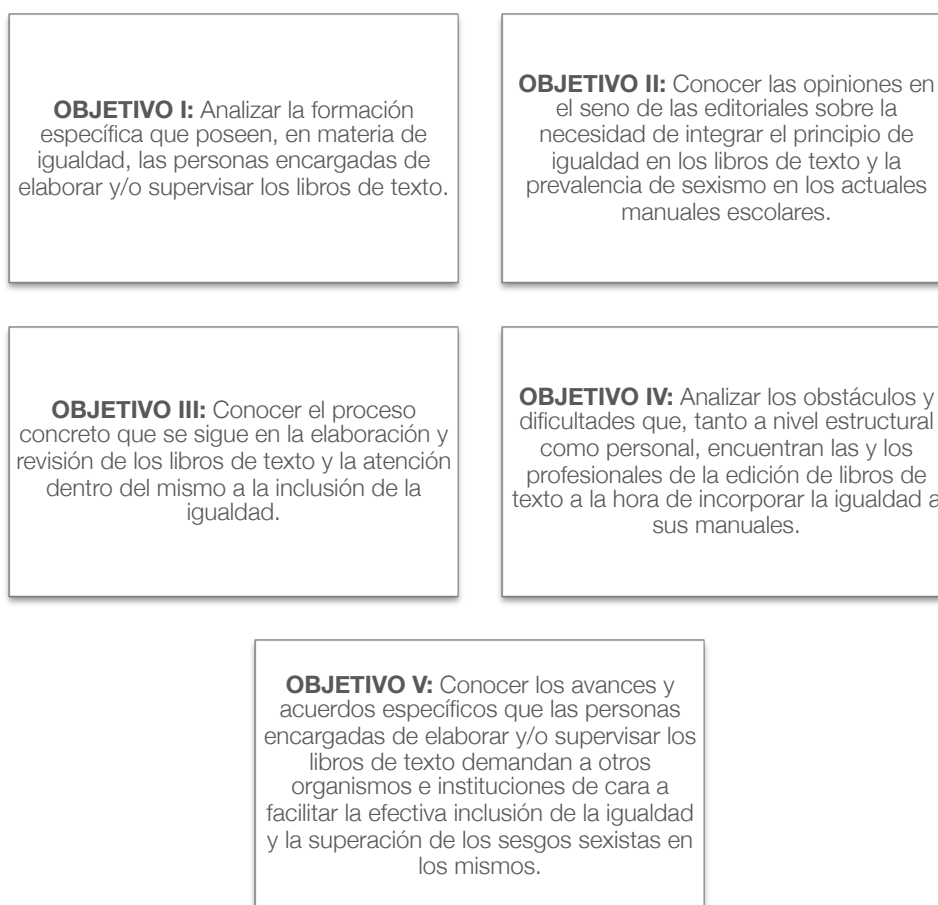 OBJETIVO I: Analizar la formación
específica que poseen, en materia de
igualdad, las personas encargadas de
elaborar y/o supervisar los libros de texto.
OBJETIVO II: Conocer las opiniones en
el seno de las editoriales sobre la
necesidad de integrar el principio de
igualdad en los libros de texto y la
prevalencia de sexismo en los actuales
manuales escolares.
OBJETIVO III: Conocer el proceso
concreto que se sigue en la elaboración y
revisión de los libros de texto y la atención
dentro del mismo a la inclusión de la
igualdad.
OBJETIVO IV: Analizar los obstáculos y
dificultades que, tanto a nivel estructural
como personal, encuentran las y los
profesionales de la edición de libros de
texto a la hora de incorporar la igualdad a
sus manuales.
OBJETIVO V: Conocer los avances y
acuerdos específicos que las personas
encargadas de elaborar y/o supervisar los
libros de texto demandan a otros
organismos e instituciones de cara a
facilitar la efectiva inclusión de la igualdad
y la superación de los sesgos sexistas en
los mismos.